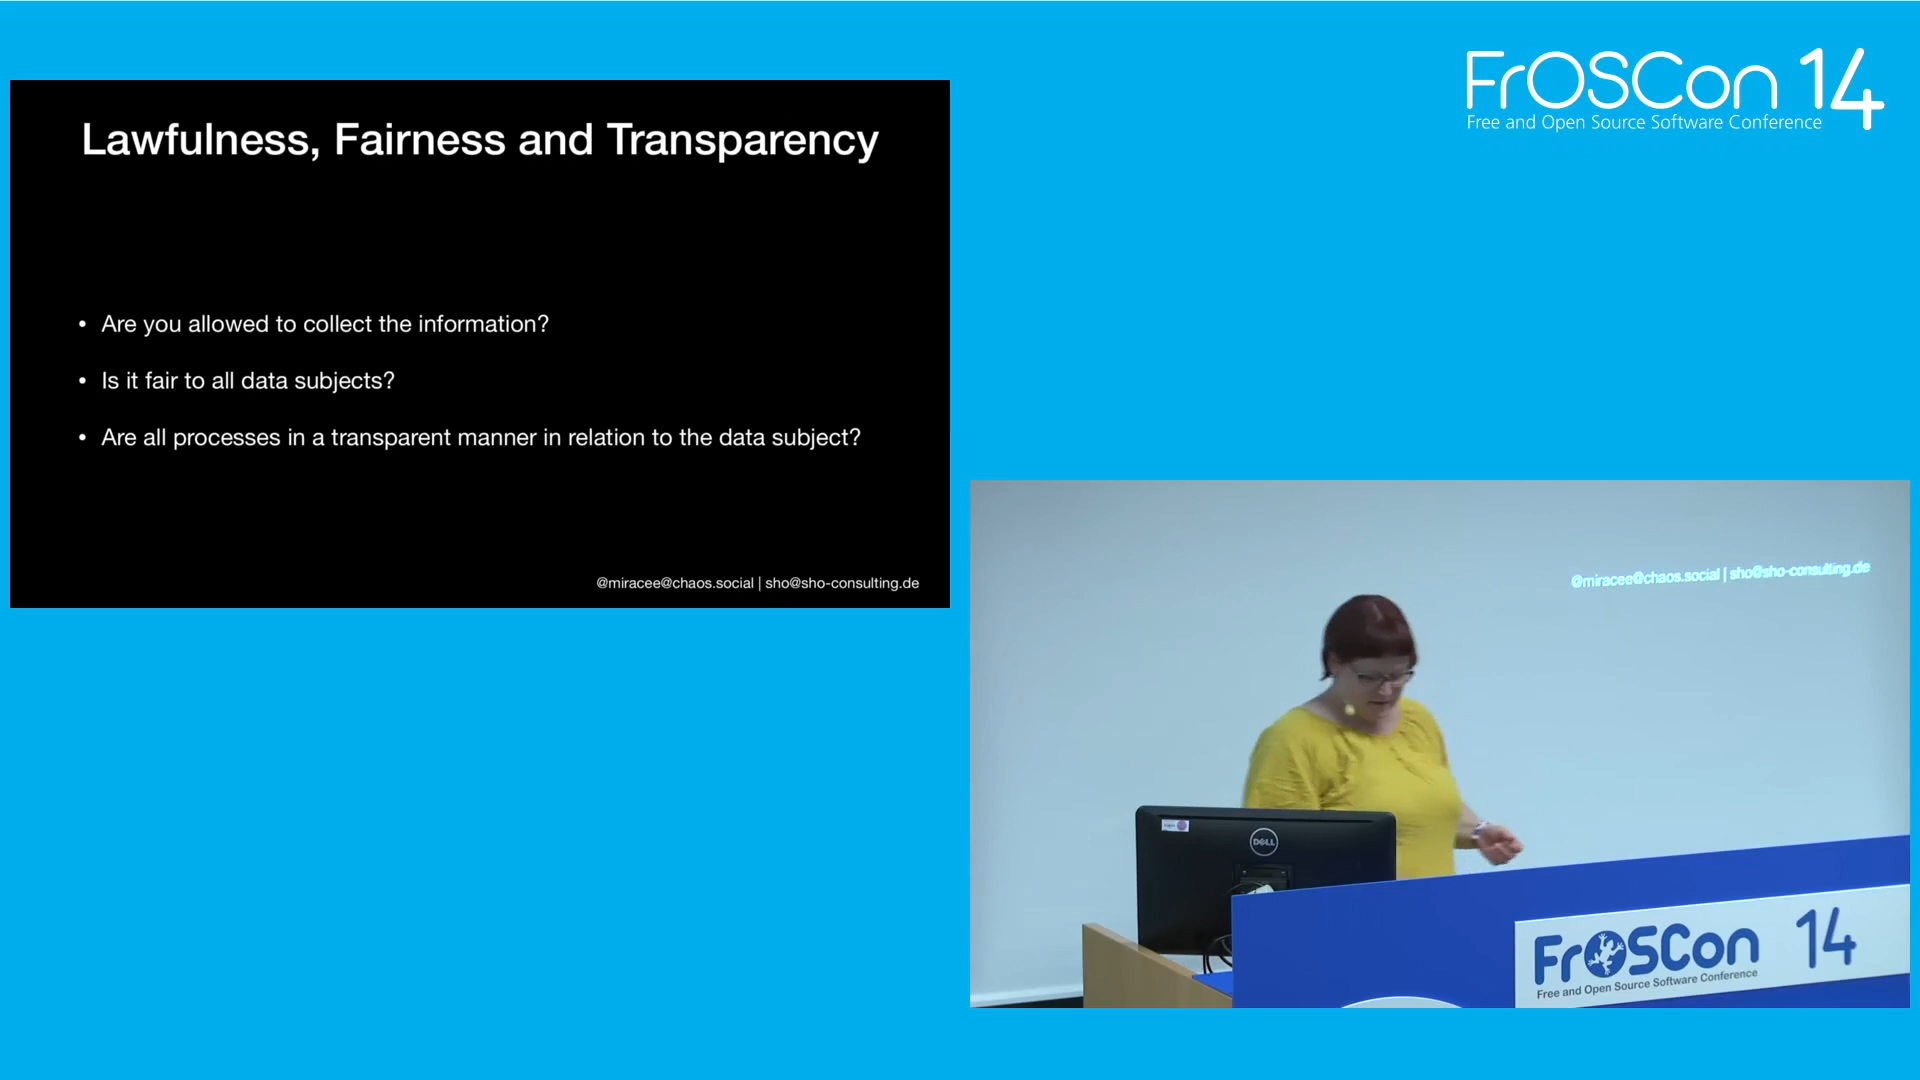 FrOSCon 14
Free and Open Source Software Conference
Lawfulness, Fairness and Transparency
• Are you allowed to collect the information?
• Is it fair to all data subjects?
• Are all processes in a transparent manner in relation to the data subject?
@miracee@chaos.social | sho@sho-consulting.de
@miracee@chaos.social | sho@sho-consulting.de
DELL
FrOSCon 14
Free and Open Source Software Conference